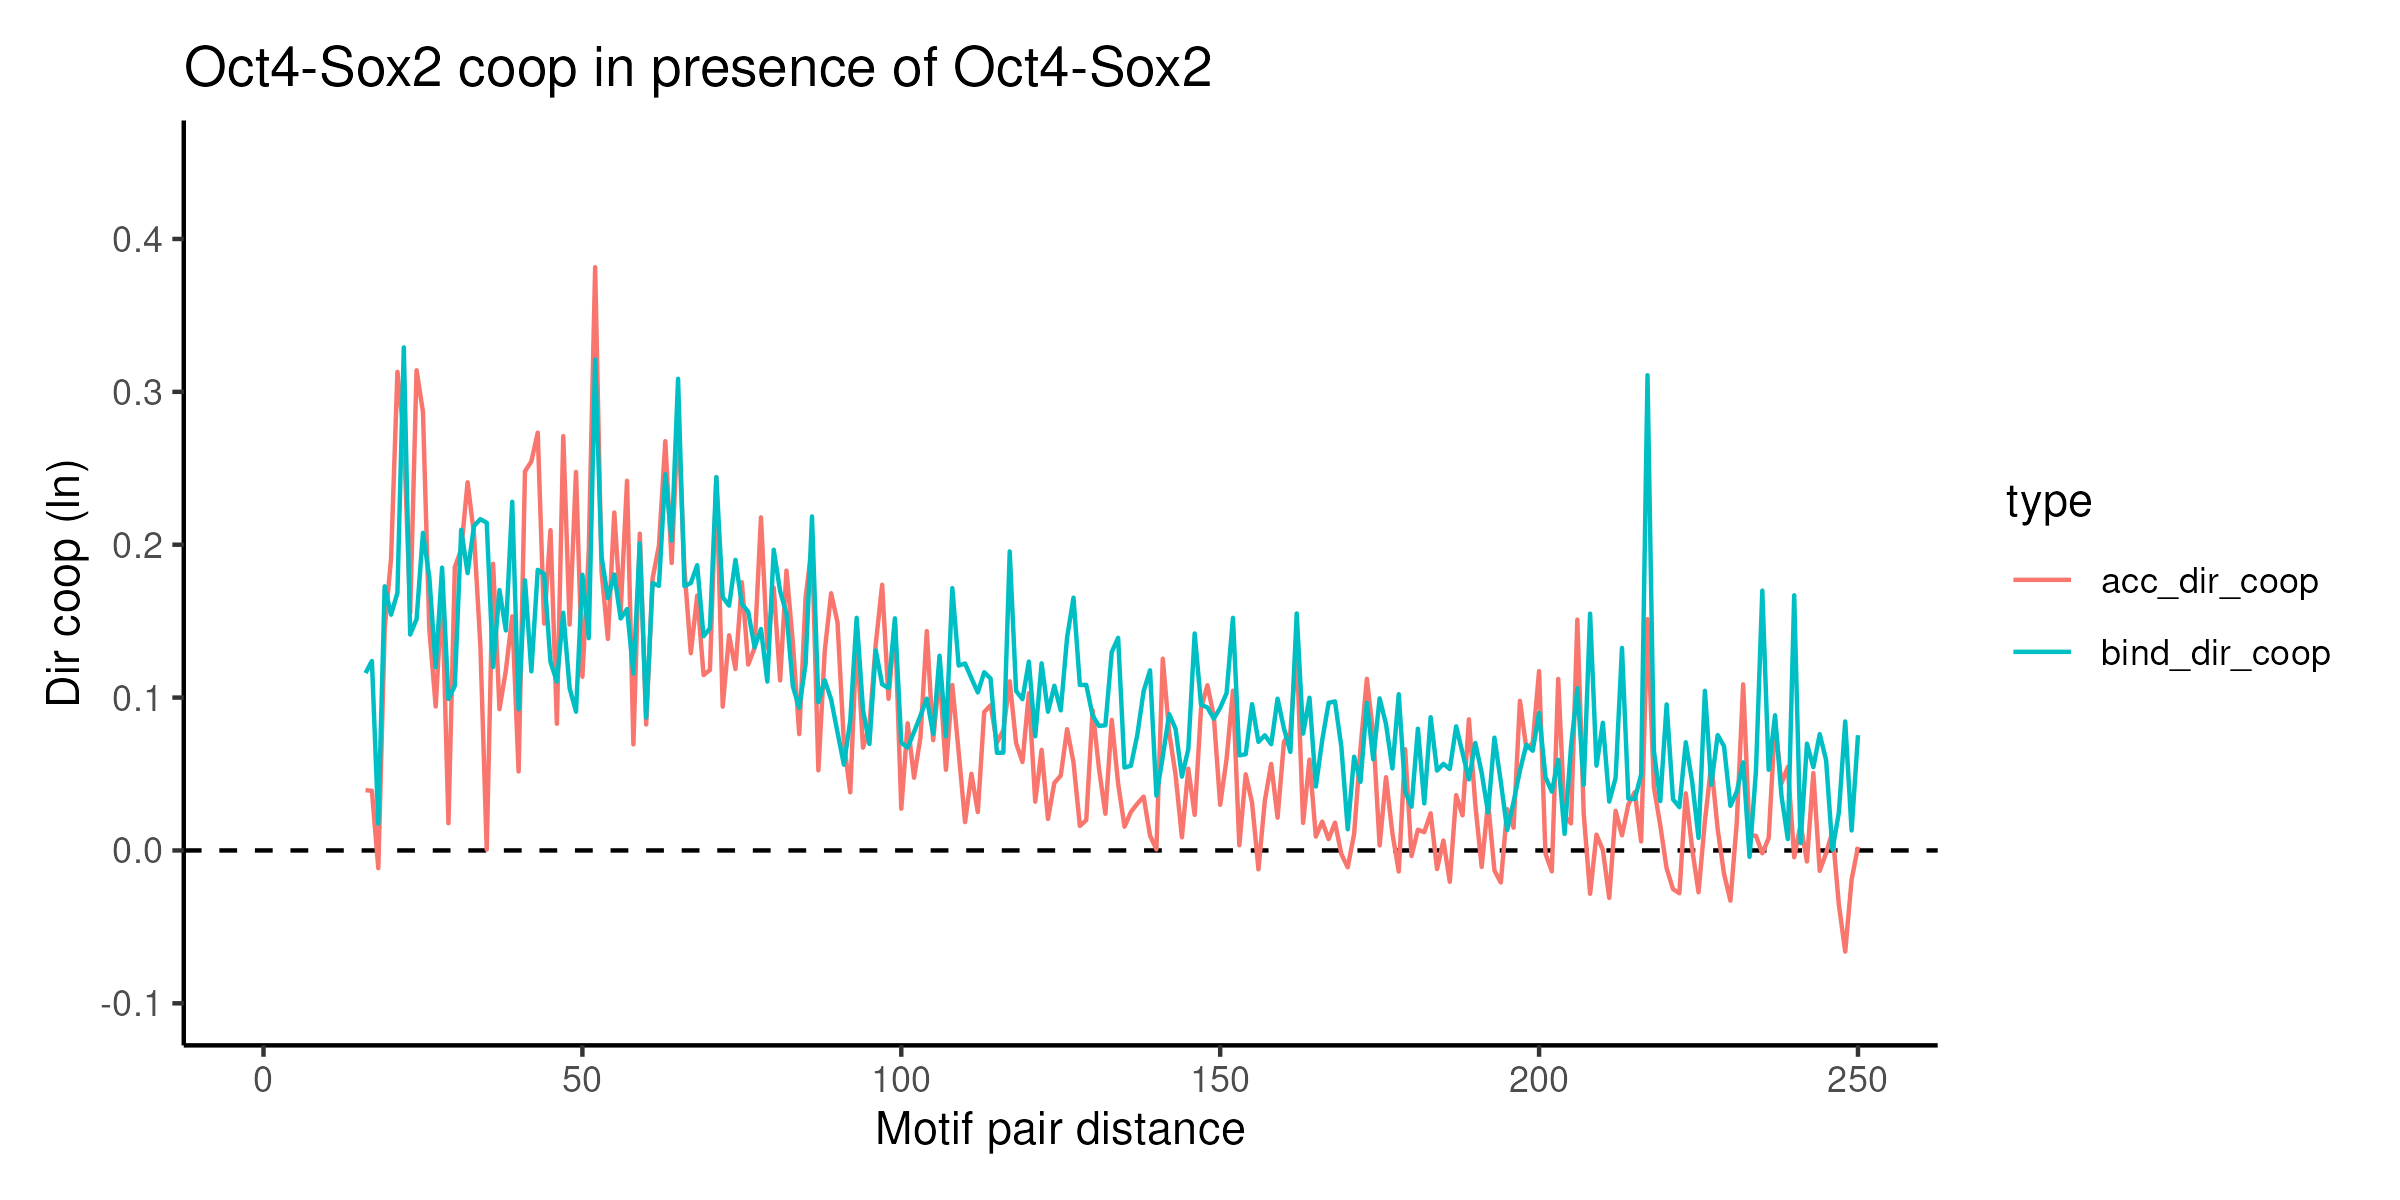 Oct4-Sox2 coop in presence of Oct4-Sox2
Dir coop (ln)
0.4
0.3
0.2
0.1
0.0
-0.1
0
50
100
150
200
250
Motif pair distance
type
acc_dir_coop
bind_dir_coop